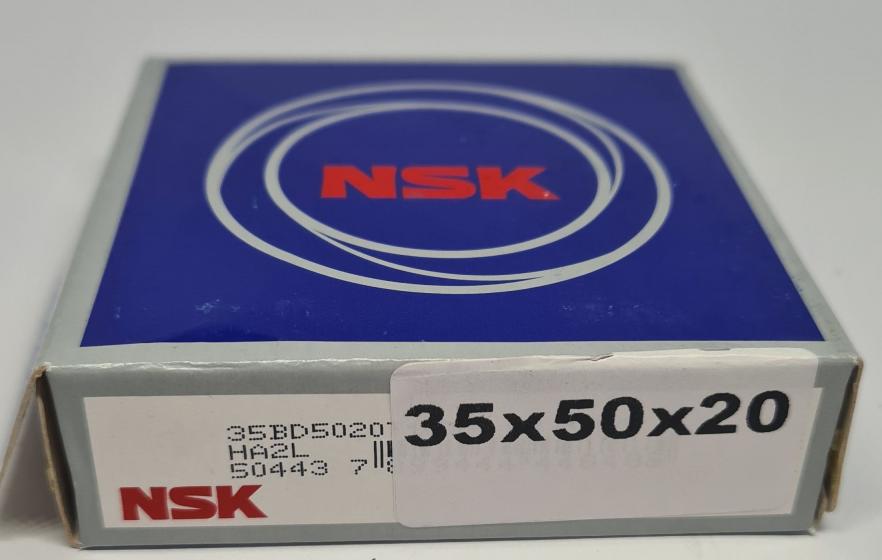 NSK
35BD5020
HA2L
50443 7
35x50x20
NSK